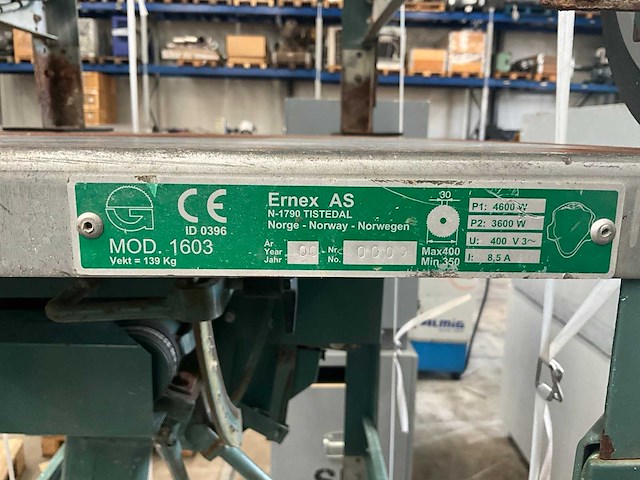 G
CE
ID 0396
MOD. 1603
Vekt = 139 Kg
Ernex AS
N-1790 TISTEDAL
Norge - Norway - Norwegen
År
Year
Jahr
00
Nr.
No.
30
Max400
Min 350
P1: 4600 W
P2: 3600 W
U: 400 V 3~
I: 8,5 A